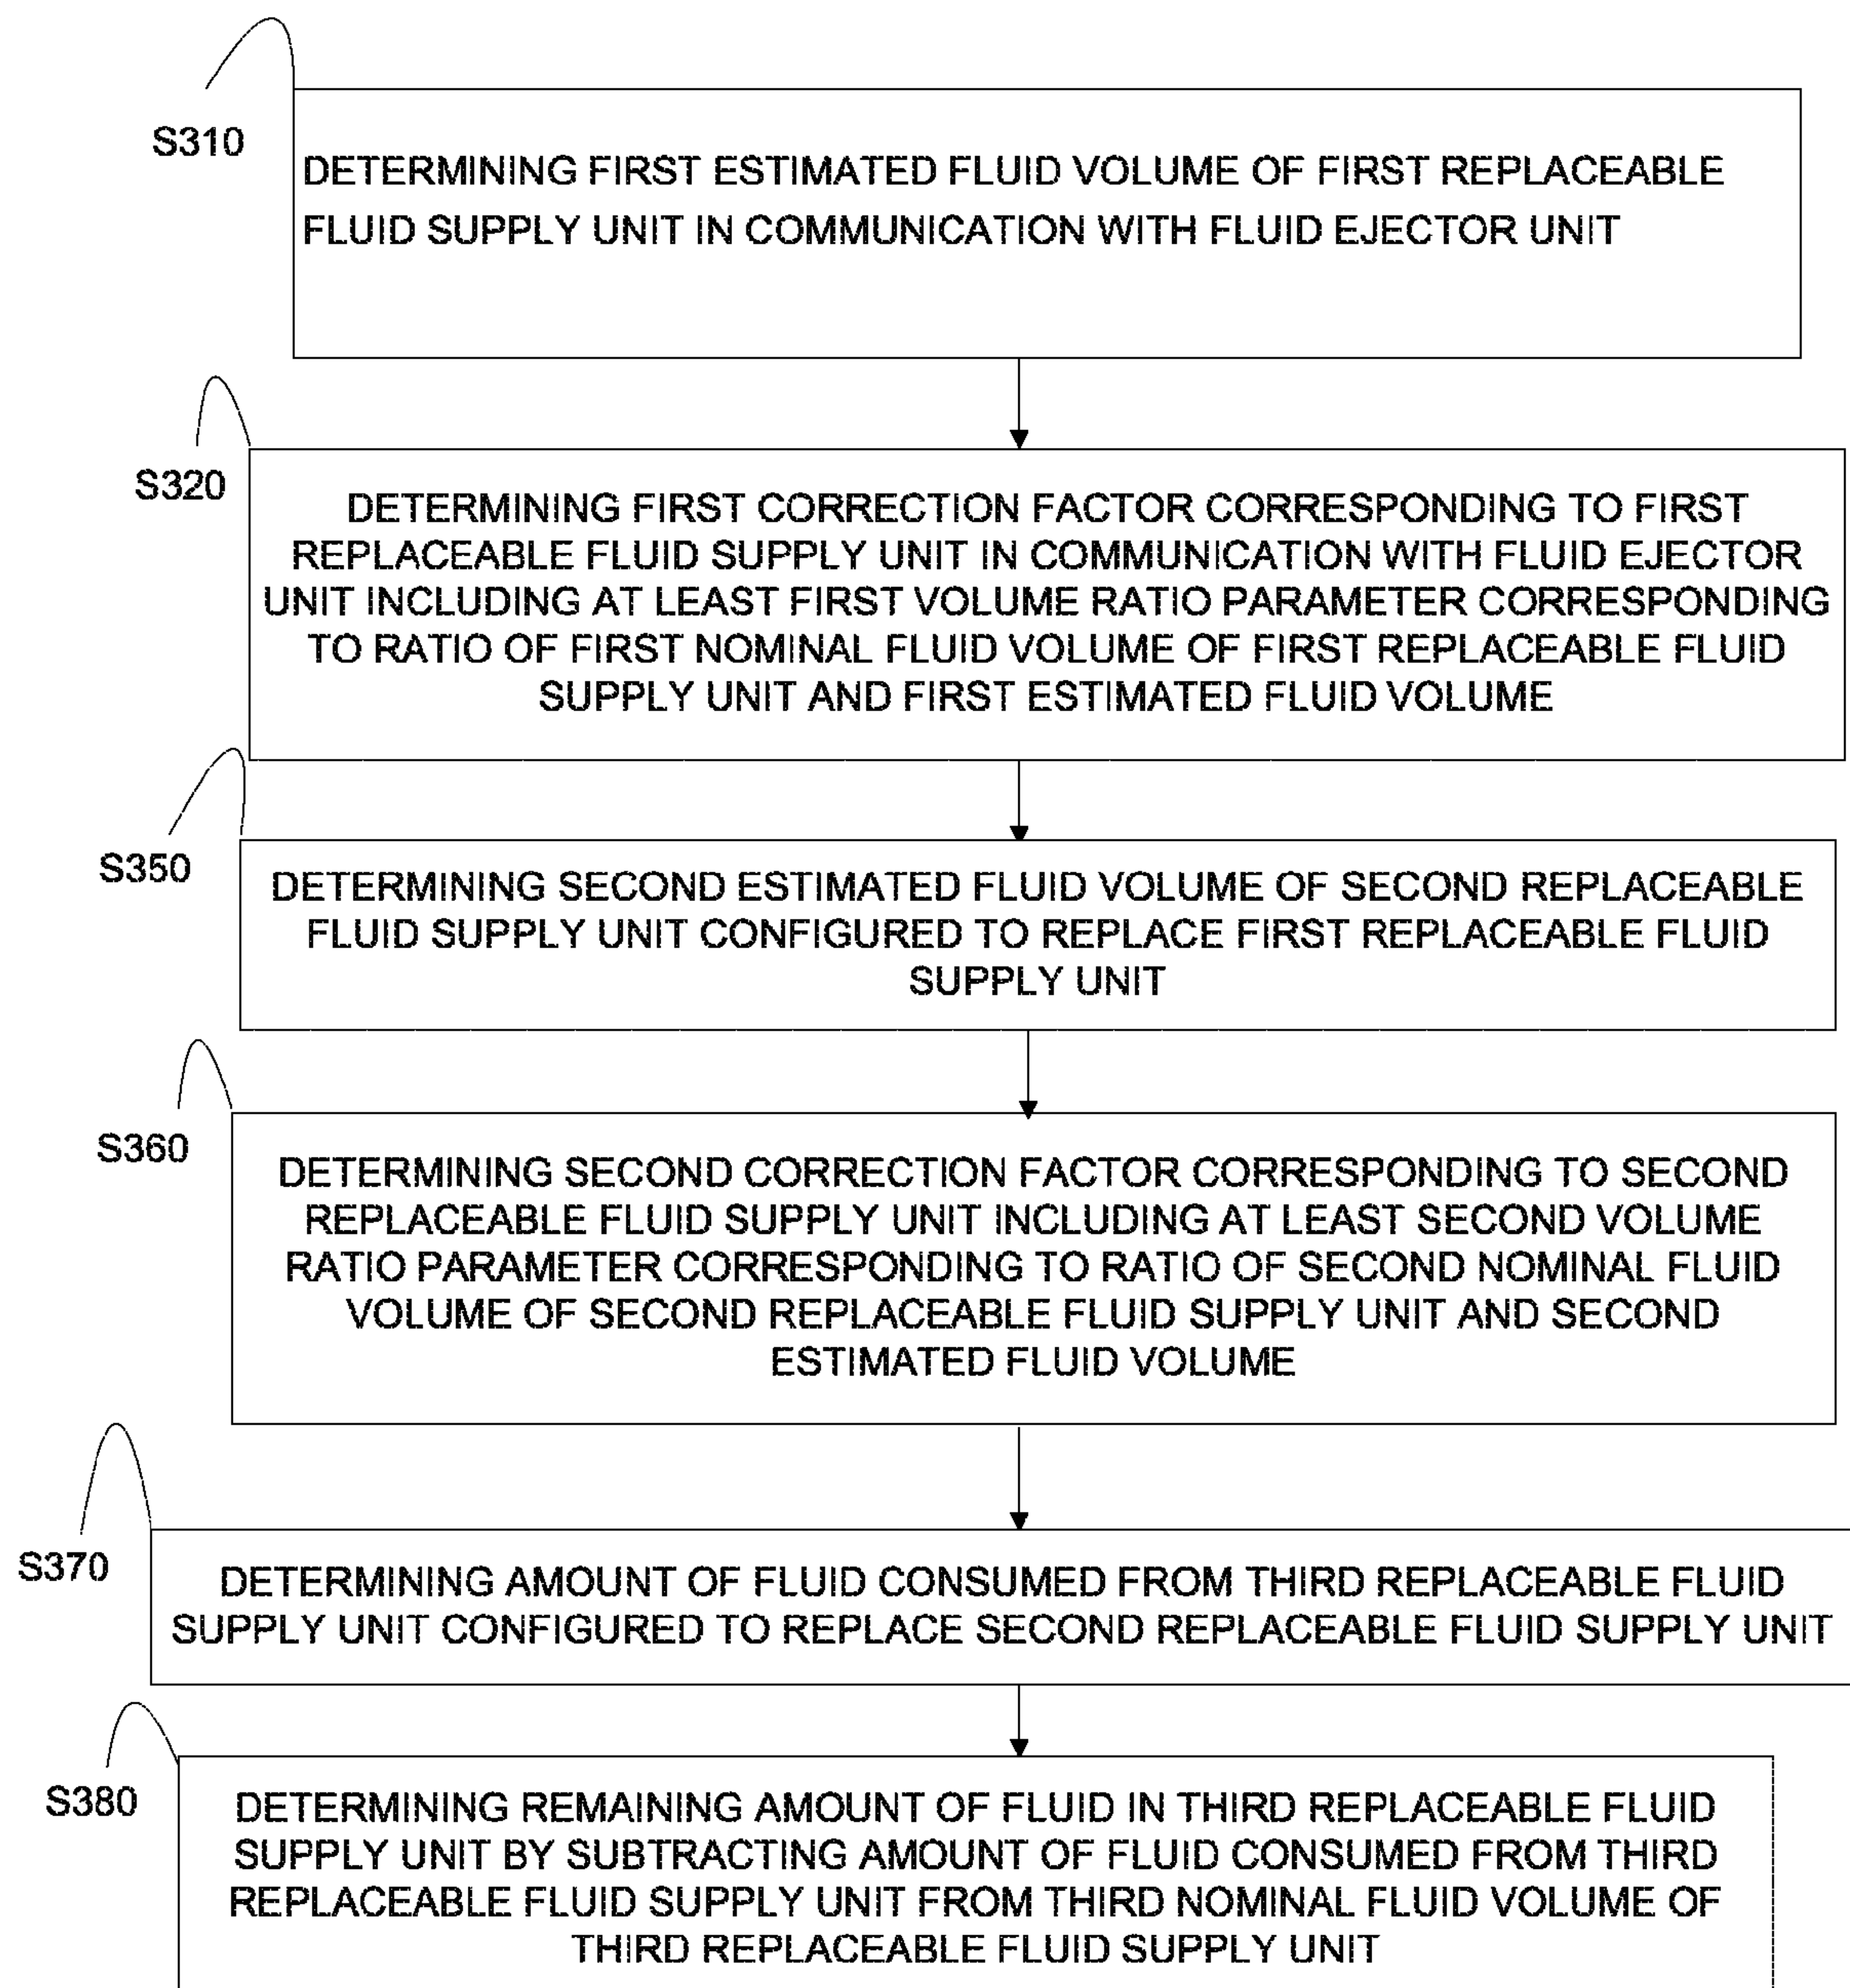 S310
DETERMINING FIRST ESTIMATED FLUID VOLUME OF FIRST REPLACEABLE
FLUID SUPPLY UNIT IN COMMUNICATION WITH FLUID EJECTOR UNIT
S320
DETERMINING FIRST CORRECTION FACTOR CORRESPONDING TO FIRST
REPLACEABLE FLUID SUPPLY UNIT IN COMMUNICATION WITH FLUID EJECTOR
UNIT INCLUDING AT LEAST FIRST VOLUME RATIO PARAMETER CORRESPONDING
TO RATIO OF FIRST NOMINAL FLUID VOLUME OF FIRST REPLACEABLE FLUID
SUPPLY UNIT AND FIRST ESTIMATED FLUID VOLUME
S350
DETERMINING SECOND ESTIMATED FLUID VOLUME OF SECOND REPLACEABLE
FLUID SUPPLY UNIT CONFIGURED TO REPLACE FIRST REPLACEABLE FLUID
SUPPLY UNIT
S360
DETERMINING SECOND CORRECTION FACTOR CORRESPONDING TO SECOND
REPLACEABLE FLUID SUPPLY UNIT INCLUDING AT LEAST SECOND VOLUME
RATIO PARAMETER CORRESPONDING TO RATIO OF SECOND NOMINAL FLUID
VOLUME OF SECOND REPLACEABLE FLUID SUPPLY UNIT AND SECOND
ESTIMATED FLUID VOLUME
S370
DETERMINING AMOUNT OF FLUID CONSUMED FROM THIRD REPLACEABLE FLUID
SUPPLY UNIT CONFIGURED TO REPLACE SECOND REPLACEABLE FLUID SUPPLY UNIT
S380
DETERMINING REMAINING AMOUNT OF FLUID IN THIRD REPLACEABLE FLUID
SUPPLY UNIT BY SUBTRACTING AMOUNT OF FLUID CONSUMED FROM THIRD
REPLACEABLE FLUID SUPPLY UNIT FROM THIRD NOMINAL FLUID VOLUME OF
THIRD REPLACEABLE FLUID SUPPLY UNIT